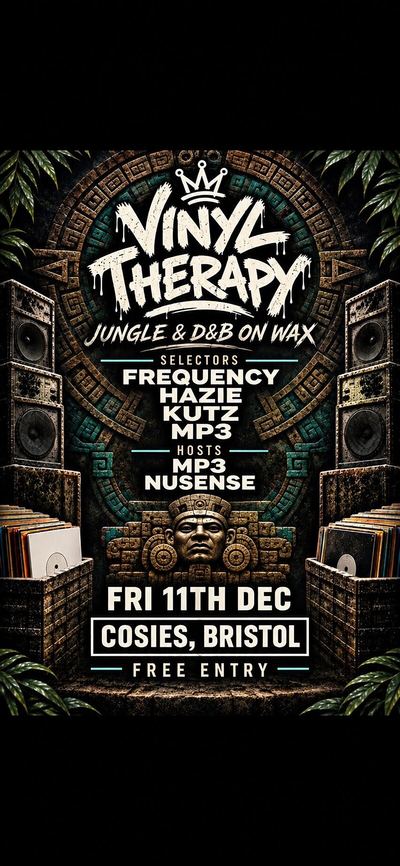 VINYL
THERAPY
JUNGLE & D&B ON WAX
SELECTORS
FREQUENCY
HAZIE
KUTZ
MP3
HOSTS
MP3
NUSENSE
FRI 11TH DEC
COSIES, BRISTOL
FREE ENTRY